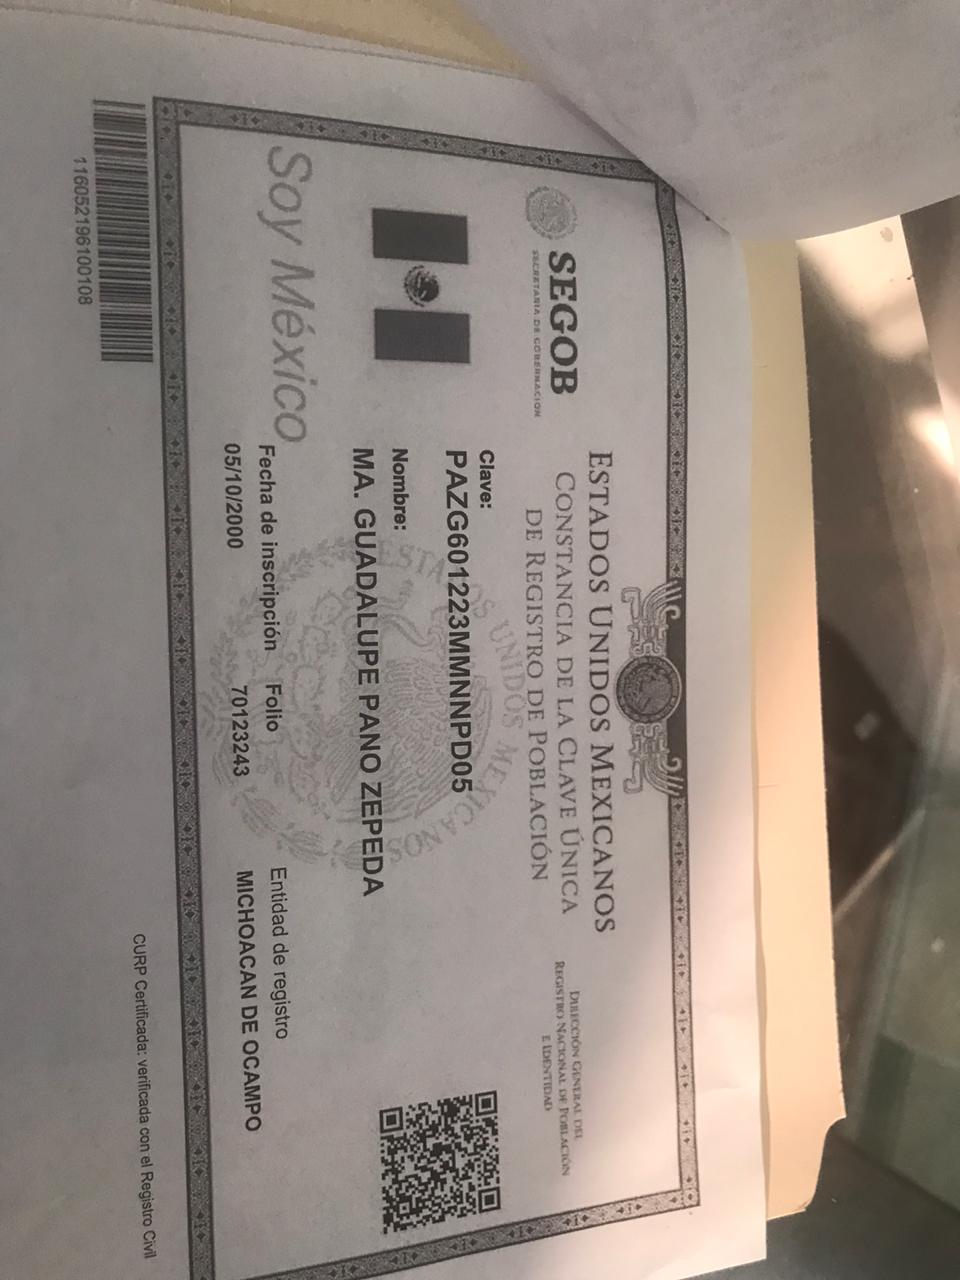 ESTADOS UNIDOS MEXICANOS
CONSTANCIA DE LA CLAVE ÚNICA
DE REGISTRO DE POBLACIÓN
SEGOB
SECRETARÍA DE GOBERNACIÓN
DIRECCIÓN GENERAL DEL
REGISTRO NACIONAL DE POBLACIÓN
E IDENTIDAD
Clave:
PAZG601223MMNNPD05
Nombre:
MA. GUADALUPE PANO ZEPEDA
Fecha de inscripción Folio Entidad de registro
05/10/2000 70123243 MICHOACAN DE OCAMPO
Soy México
ESTADOS UNIDOS MEXICANOS
116052196100108
CURP Certificada: verificada con el Registro Civil